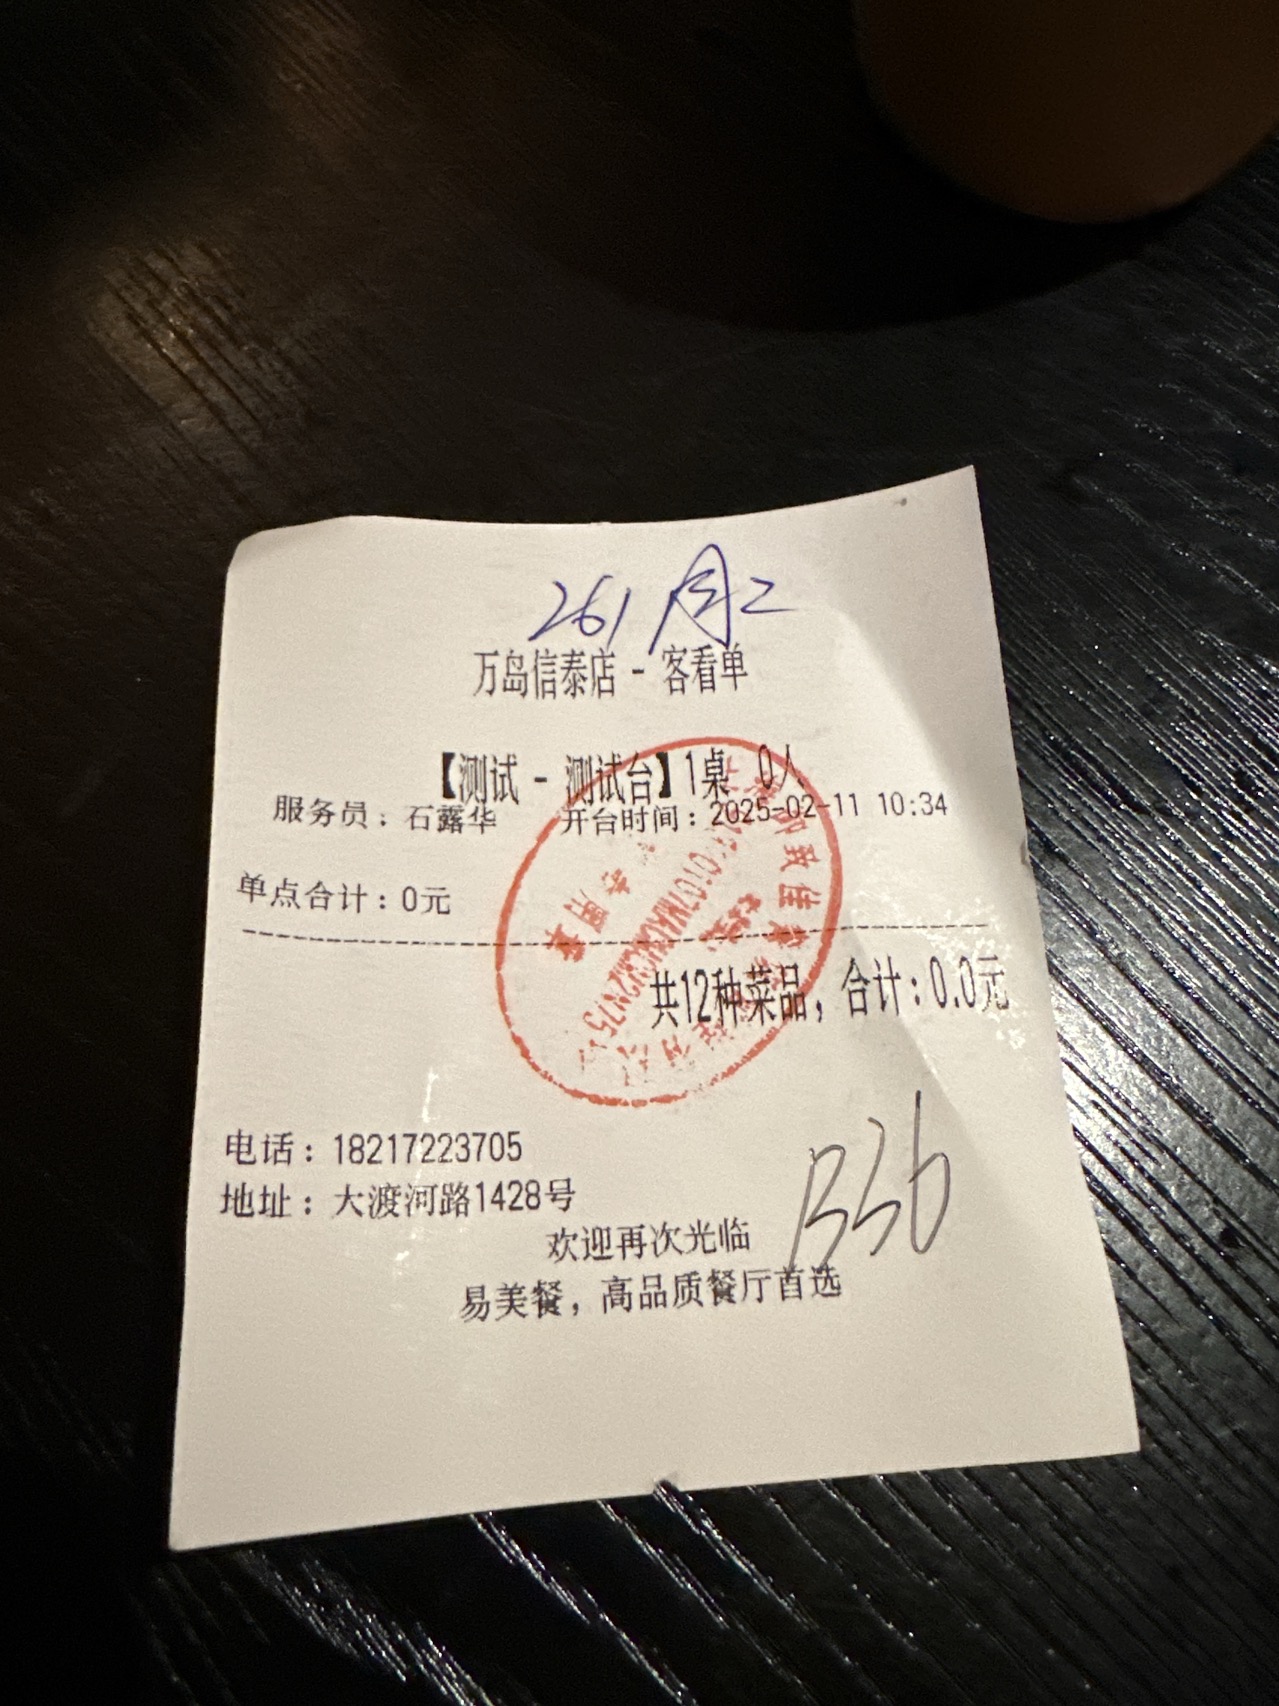 261 周2
万岛信泰店 - 客看单
【测试 - 测试台】1桌 0人
服务员：石露华 开台时间：2025-02-11 10:34
单点合计：0元
共12种菜品，合计：0.0元
电话：18217223705
地址：大渡河路1428号
B36
欢迎再次光临
易美餐，高品质餐厅首选